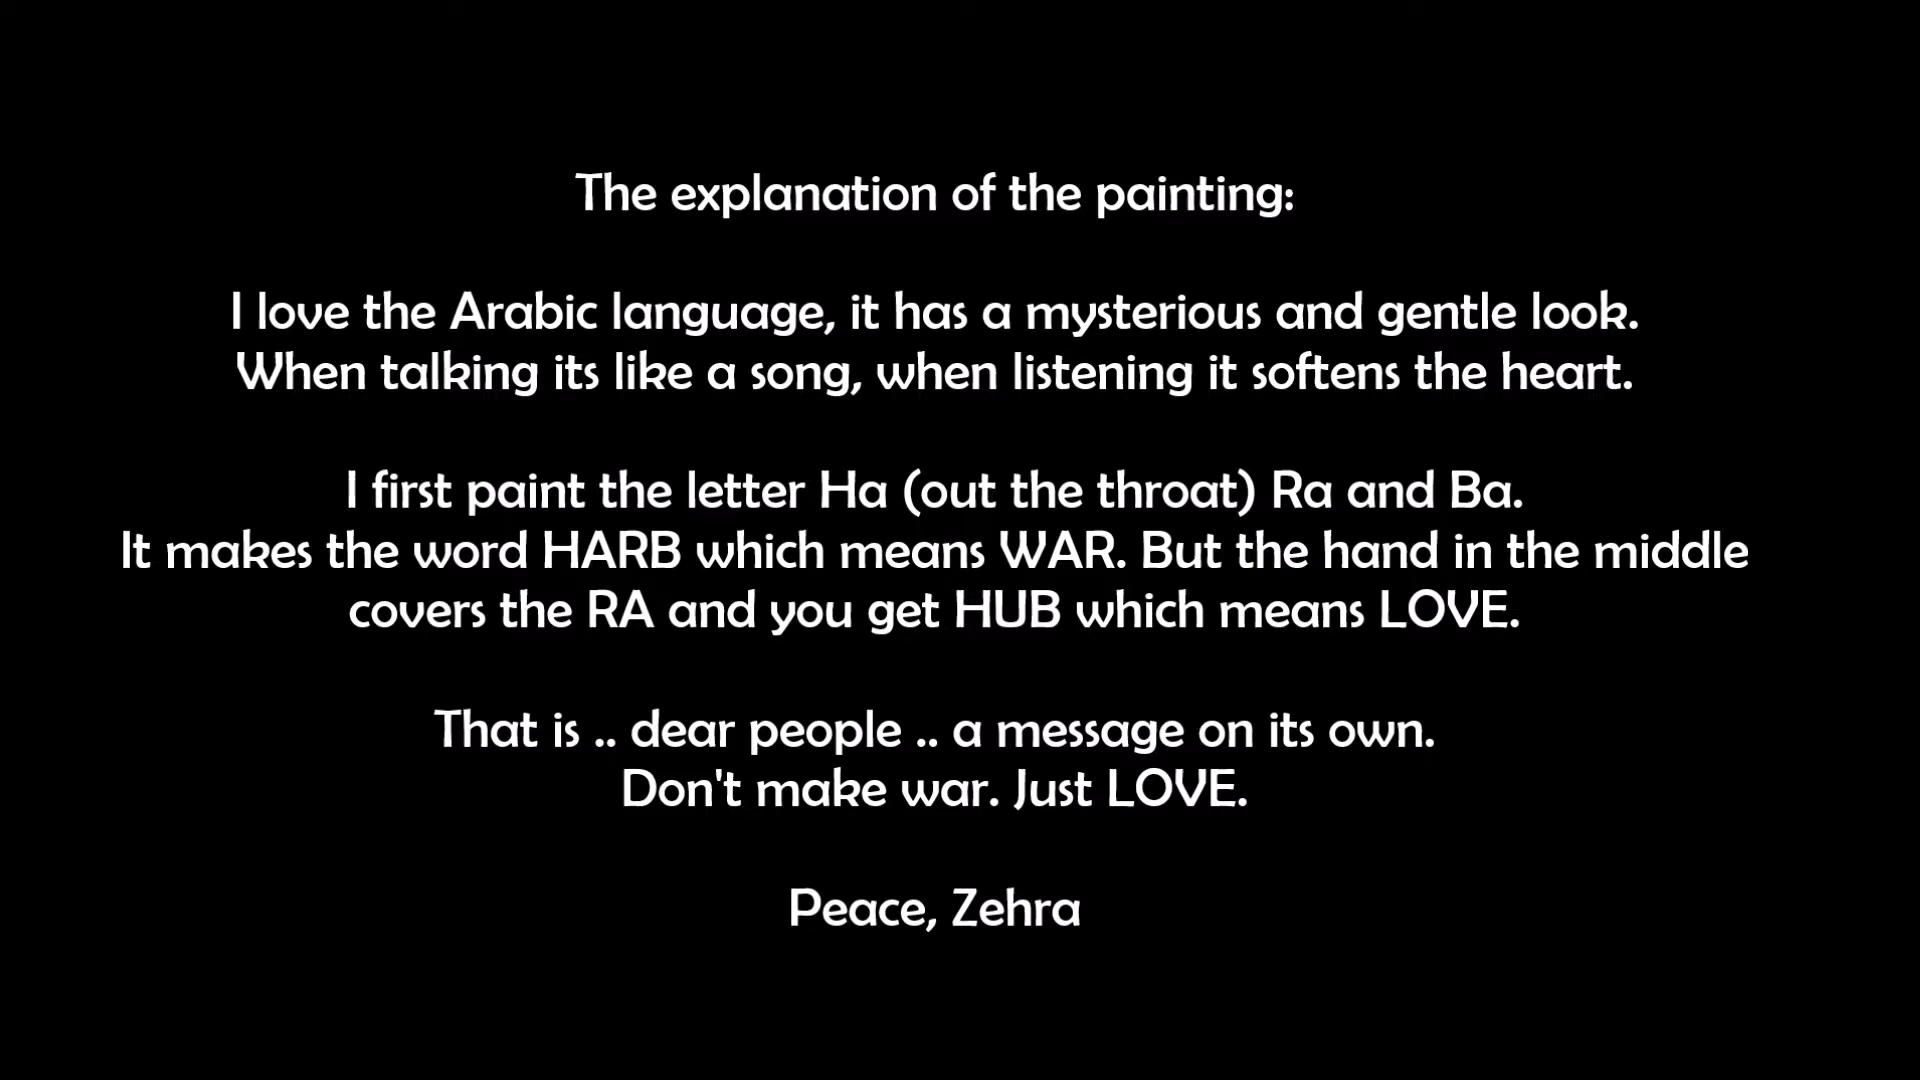 The explanation of the painting:
I love the Arabic language, it has a mysterious and gentle look.
When talking its like a song, when listening it softens the heart.
I first paint the letter Ha (out the throat) Ra and Ba.
It makes the word HARB which means WAR. But the hand in the middle
covers the RA and you get HUB which means LOVE.
That is .. dear people .. a message on its own.
Don't make war. Just LOVE.
Peace, Zehra